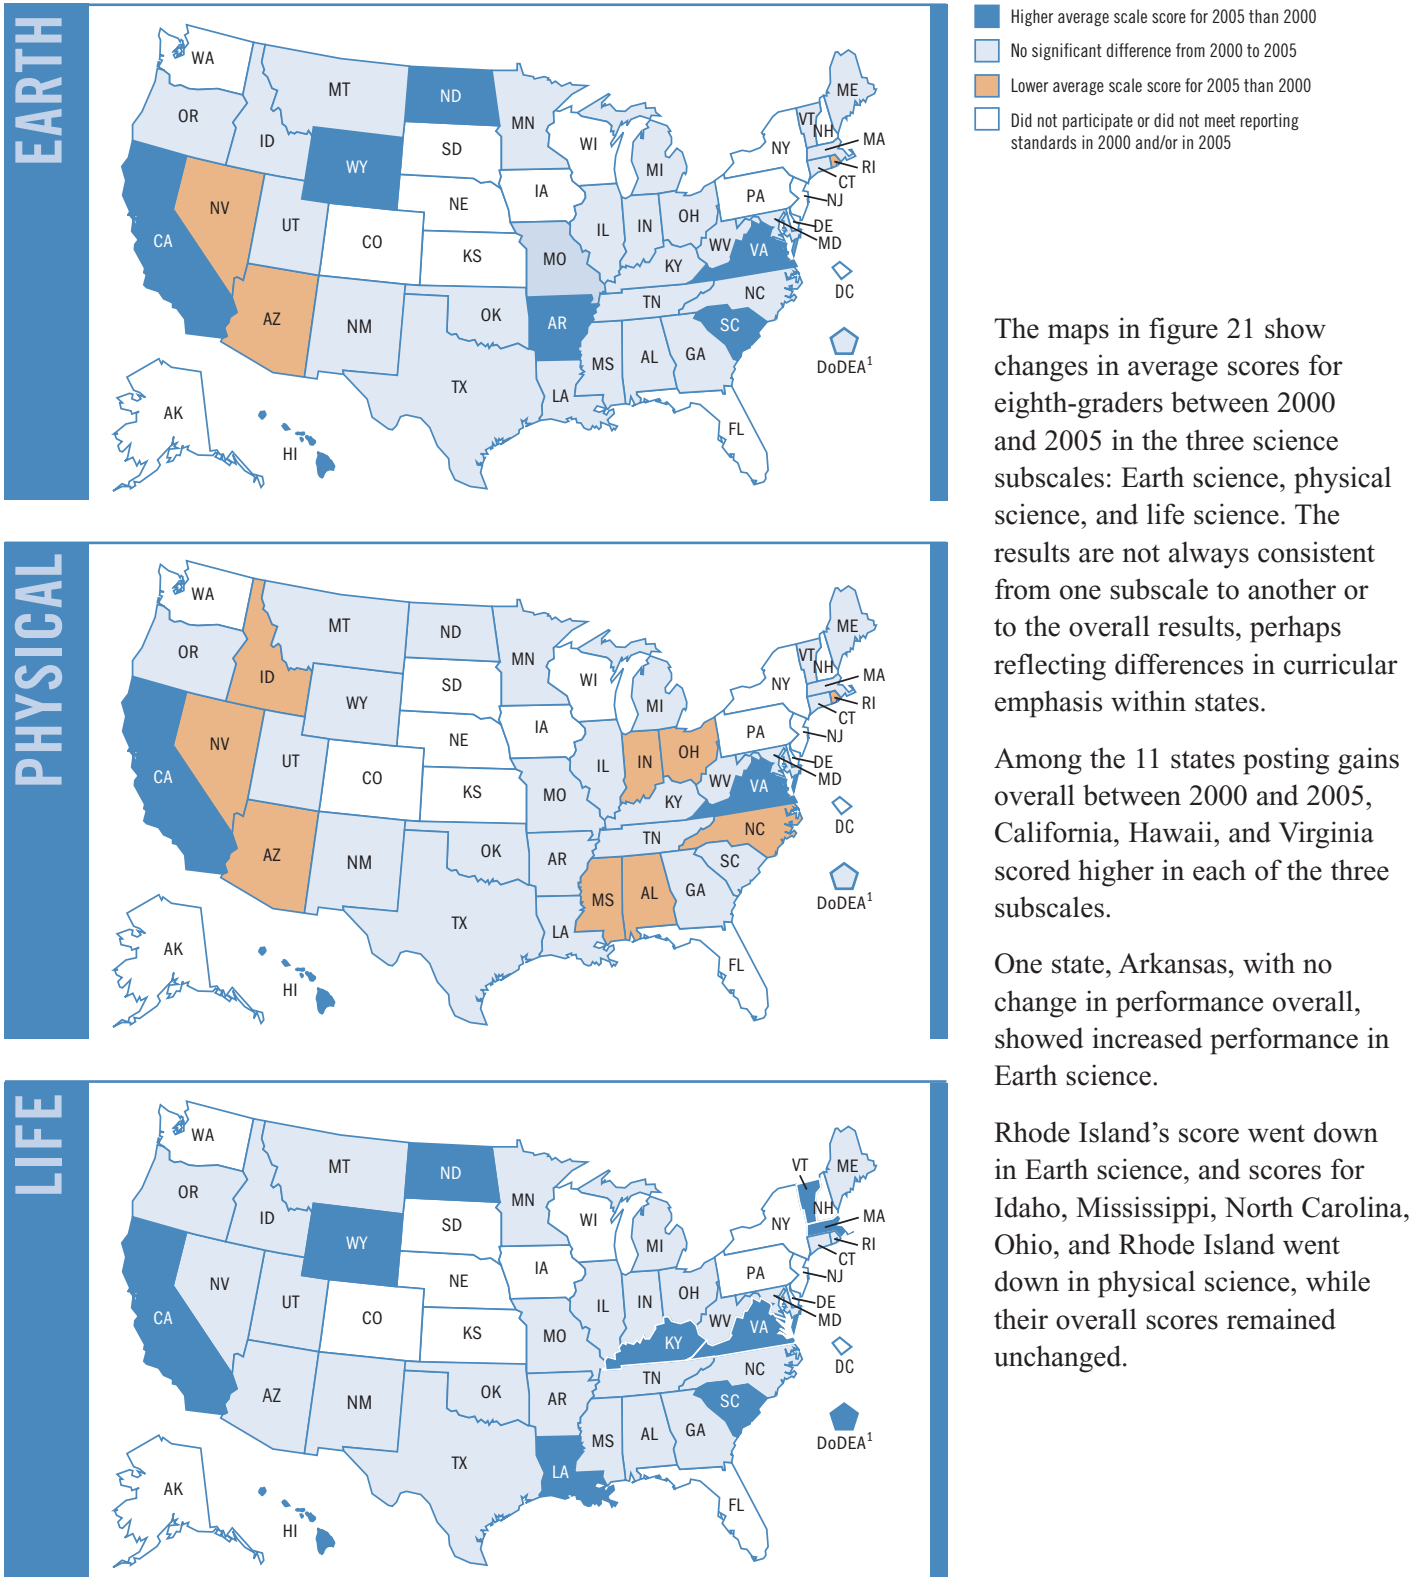 EARTH
WA
OR
CA
NV
ID
MT
WY
UT
AZ
CO
NM
ND
SD
NE
KS
OK
TX
MN
IA
MO
AR
LA
WI
IL
MI
IN
OH
KY
TN
MS
AL
GA
FL
SC
NC
VA
WV
PA
NY
VT
NH
ME
MA
RI
CT
NJ
DE
MD
DC
DoDEA1
AK
HI
PHYSICAL
WA
OR
CA
NV
ID
MT
WY
UT
AZ
CO
NM
ND
SD
NE
KS
OK
TX
MN
IA
MO
AR
LA
WI
IL
MI
IN
OH
KY
TN
MS
AL
GA
FL
SC
NC
VA
WV
PA
NY
VT
NH
ME
MA
RI
CT
NJ
DE
MD
DC
DoDEA1
AK
HI
LIFE
WA
OR
CA
NV
ID
MT
WY
UT
AZ
CO
NM
ND
SD
NE
KS
OK
TX
MN
IA
MO
AR
LA
WI
IL
MI
IN
OH
KY
TN
MS
AL
GA
FL
SC
NC
VA
WV
PA
NY
VT
NH
ME
MA
RI
CT
NJ
DE
MD
DC
DoDEA1
AK
HI
Higher average scale score for 2005 than 2000
No significant difference from 2000 to 2005
Lower average scale score for 2005 than 2000
Did not participate or did not meet reporting
standards in 2000 and/or in 2005
The maps in figure 21 show
changes in average scores for
eighth-graders between 2000
and 2005 in the three science
subscales: Earth science, physical
science, and life science. The
results are not always consistent
from one subscale to another or
to the overall results, perhaps
reflecting differences in curricular
emphasis within states.
Among the 11 states posting gains
overall between 2000 and 2005,
California, Hawaii, and Virginia
scored higher in each of the three
subscales.
One state, Arkansas, with no
change in performance overall,
showed increased performance in
Earth science.
Rhode Island’s score went down
in Earth science, and scores for
Idaho, Mississippi, North Carolina,
Ohio, and Rhode Island went
down in physical science, while
their overall scores remained
unchanged.